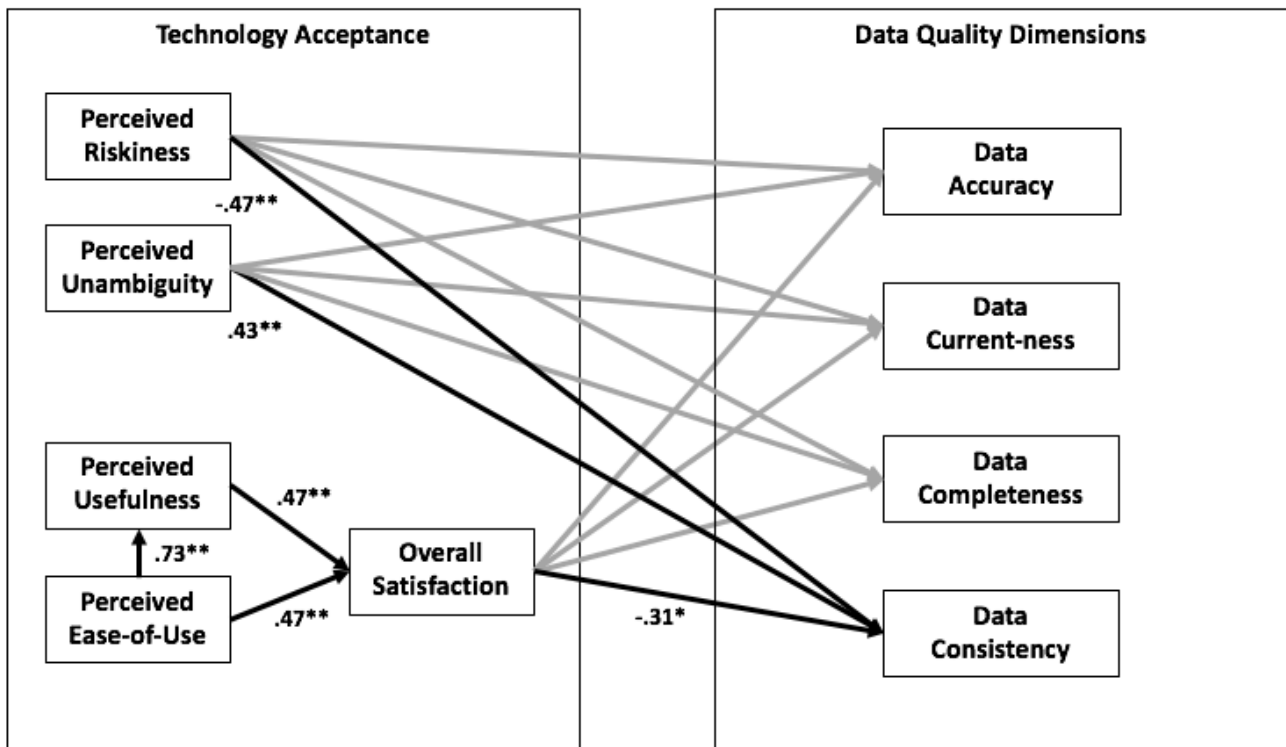 Technology Acceptance
Data Quality Dimensions
Perceived
Riskiness
-.47**
Perceived
Unambiguity
.43**
Perceived
Usefulness
.47**
.73**
Perceived
Ease-of-Use
.47**
Overall
Satisfaction
-.31*
Data
Accuracy
Data
Current-ness
Data
Completeness
Data
Consistency